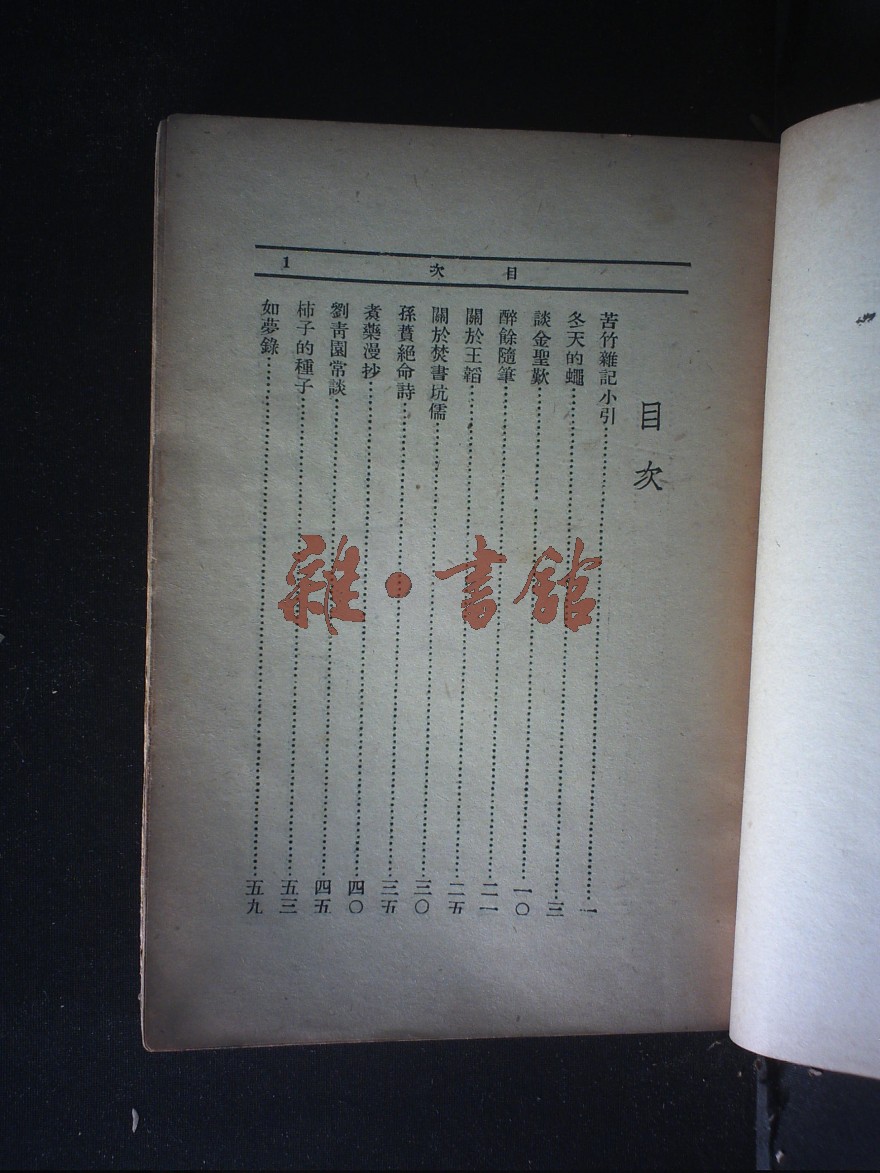 目次
1
目次
苦竹雜記小引……一
冬天的蠅……三
談金聖歎……一〇
醉餘隨筆……二一
關於王韜……二五
關於焚書坑儒……三〇
孫蕡絕命詩……三五
煮藥漫抄……四〇
劉青園常談……四五
柿子的種子……五三
如夢錄……五九
雜·書館